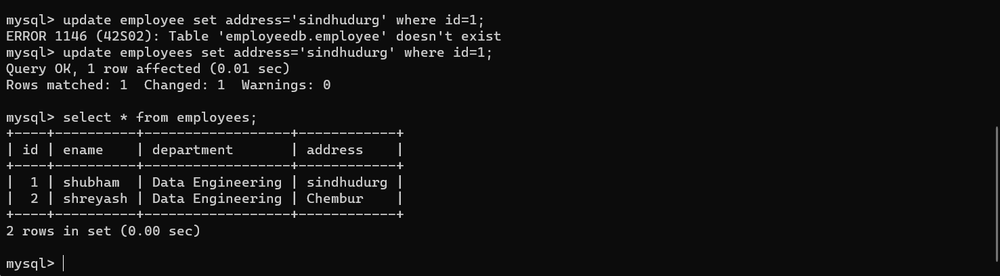 mysql> update employee set address='sindhudurg' where id=1;
ERROR 1146 (42S02): Table 'employeedb.employee' doesn't exist
mysql> update employees set address='sindhudurg' where id=1;
Query OK, 1 row affected (0.01 sec)
Rows matched: 1  Changed: 1  Warnings: 0

mysql> select * from employees;
+----+----------+------------------+------------+
| id | ename    | department       | address    |
+----+----------+------------------+------------+
|  1 | shubham  | Data Engineering | sindhudurg |
|  2 | shreyash | Data Engineering | Chembur    |
+----+----------+------------------+------------+
2 rows in set (0.00 sec)

mysql>